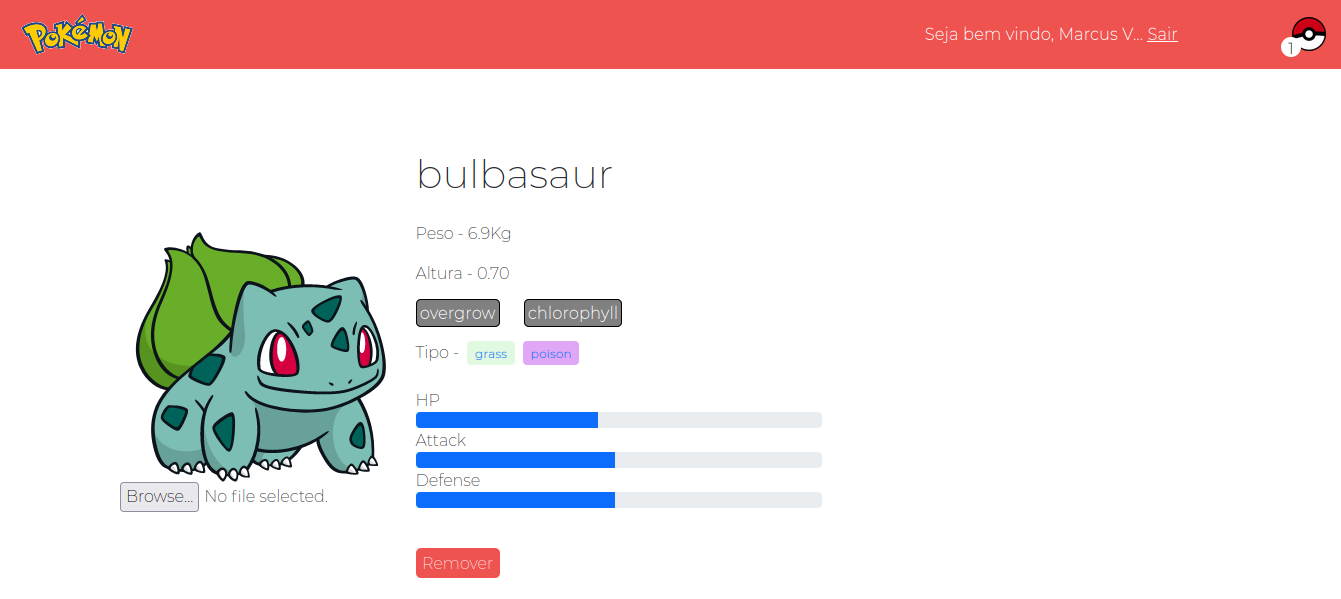 POKéMON
Seja bem vindo, Marcus V... Sair
1
bulbasaur
Peso - 6.9Kg
Altura - 0.70
overgrow chlorophyll
Tipo - grass poison
HP
Attack
Defense
Browse... No file selected.
Remover